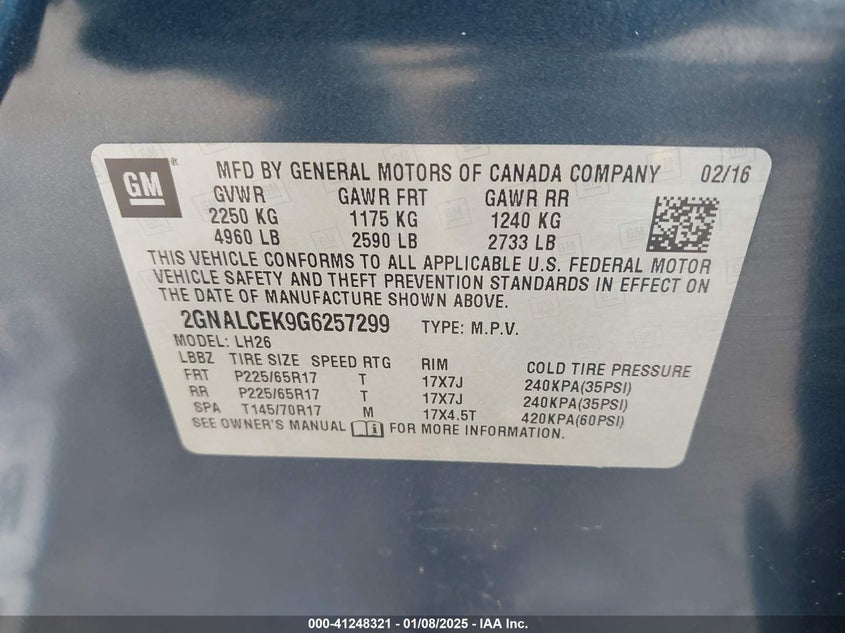 GM ® MFD BY GENERAL MOTORS OF CANADA COMPANY 02/16
GVWR GAWR FRT GAWR RR
2250 KG 1175 KG 1240 KG
4960 LB 2590 LB 2733 LB
THIS VEHICLE CONFORMS TO ALL APPLICABLE U.S. FEDERAL MOTOR
VEHICLE SAFETY AND THEFT PREVENTION STANDARDS IN EFFECT ON
THE DATE OF MANUFACTURE SHOWN ABOVE.
2GNALCEK9G6257299 TYPE: M.P.V.
MODEL: LH26
LBBZ TIRE SIZE SPEED RTG RIM COLD TIRE PRESSURE
FRT P225/65R17 T 17X7J 240KPA(35PSI)
RR P225/65R17 T 17X7J 240KPA(35PSI)
SPA T145/70R17 M 17X4.5T 420KPA(60PSI)
SEE OWNER'S MANUAL FOR MORE INFORMATION.
000-41248321 - 01/08/2025 - IAA Inc.